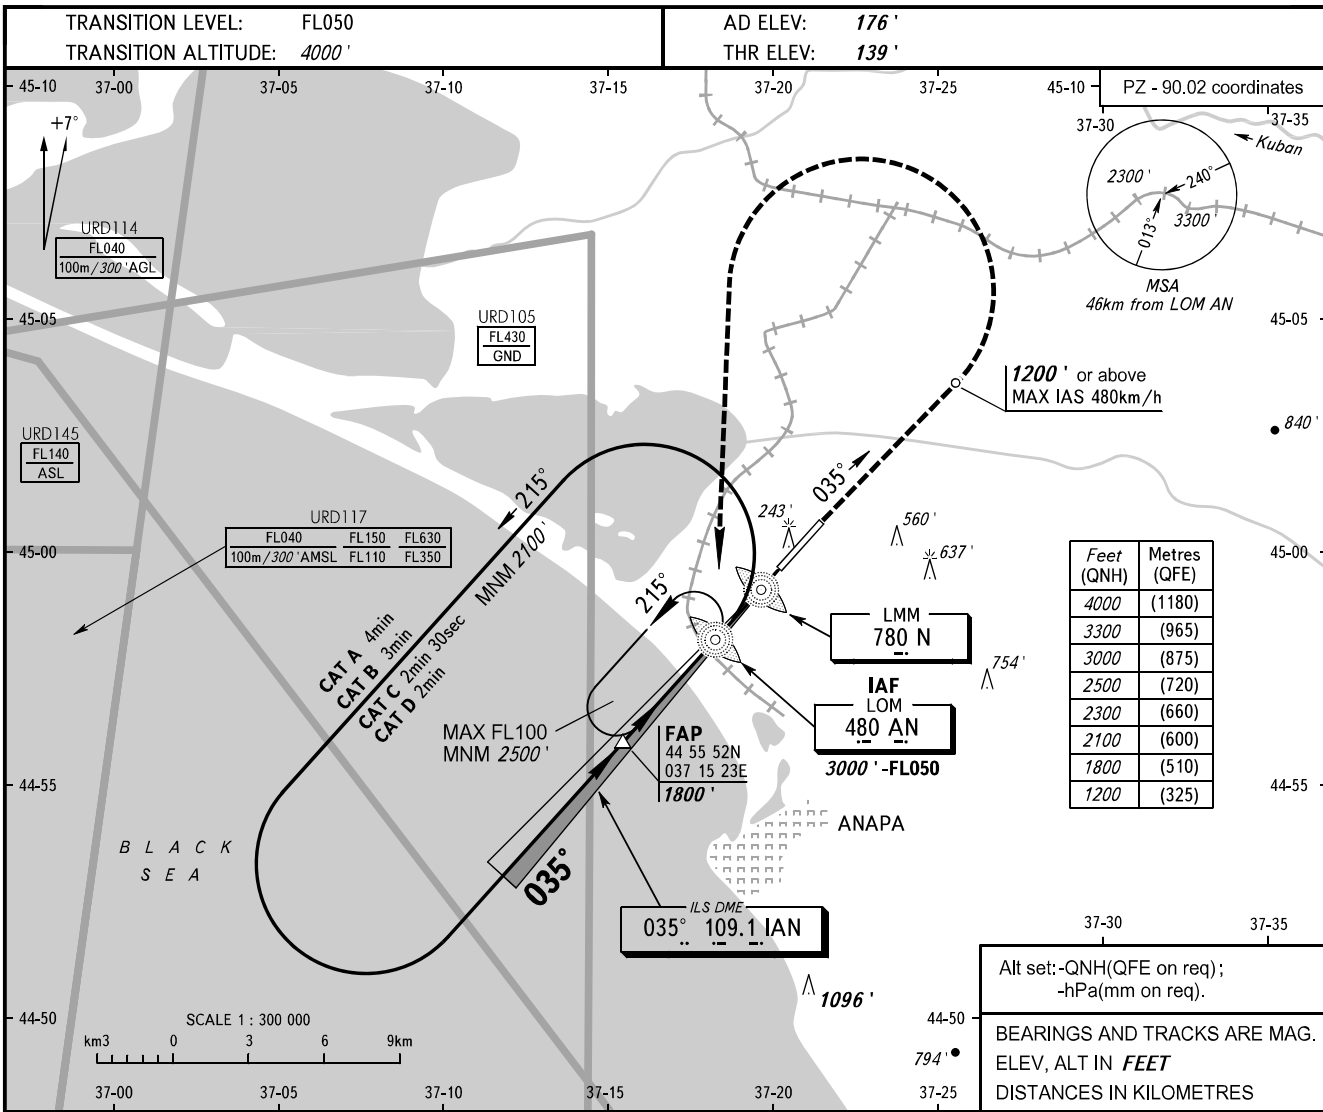 TRANSITION LEVEL: FL050
TRANSITION ALTITUDE: 4000 '
AD ELEV: 176 '
THR ELEV: 139 '
45-10 37-00 37-05 37-10 37-15 37-20 37-25 45-10
PZ - 90.02 coordinates
37-30 37-35
+7°
Kuban
2300 '
240°
3300 '
013°
MSA
46km from LOM AN
URD114
FL040
100m/300 'AGL
45-05
45-05
URD105
FL430
GND
1200 ' or above
MAX IAS 480km/h
840 '
URD145
FL140
ASL
215°
MNM 2100'
035°
URD117
FL040 FL150 FL630
100m/300 'AMSL FL110 FL350
243 '
560 '
637 '
45-00
45-00
Feet Metres
(QNH) (QFE)
4000 (1180)
3300 (965)
3000 (875)
2500 (720)
2300 (660)
2100 (600)
1800 (510)
1200 (325)
215°
LMM
780 N
754 '
CAT A 4min
CAT B 3min
CAT C 2min 30sec
CAT D 2min
IAF
LOM
480 AN
3000 '-FL050
MAX FL100
MNM 2500 '
FAP
44 55 52N
037 15 23E
1800 '
44-55
44-55
ANAPA
BLACK
SEA
035°
ILS DME
035° 109.1 IAN
37-30 37-35
1096 '
Alt set:-QNH(QFE on req);
-hPa(mm on req).
44-50
44-50
SCALE 1 : 300 000
km3 0 3 6 9km
794 '
BEARINGS AND TRACKS ARE MAG.
ELEV, ALT IN FEET
DISTANCES IN KILOMETRES
37-00 37-05 37-10 37-15 37-20 37-25